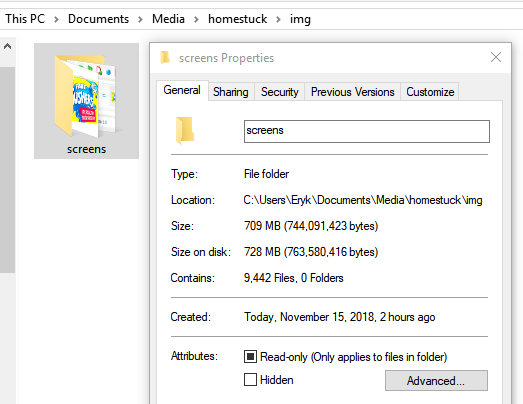 This PC > Documents > Media > homestuck > img
screens
screens Properties
General Sharing Security Previous Versions Customize
screens
Type: File folder
Location: C:\Users\Eryk\Documents\Media\homestuck\img
Size: 709 MB (744,091,423 bytes)
Size on disk: 728 MB (763,580,416 bytes)
Contains: 9,442 Files, 0 Folders
Created: Today, November 15, 2018, 2 hours ago
Attributes: Read-only (Only applies to files in folder)
Hidden Advanced...